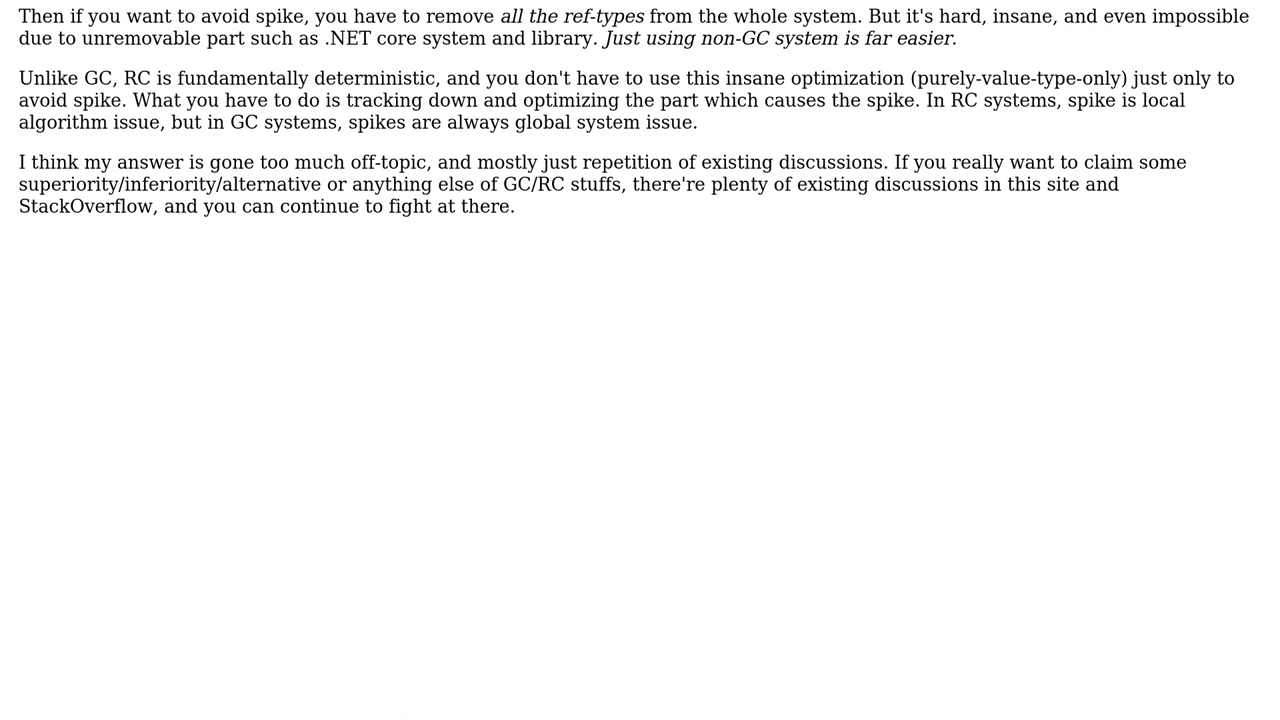 Then if you want to avoid spike, you have to remove all the ref-types from the whole system. But it's hard, insane, and even impossible
due to unremovable part such as .NET core system and library. Just using non-GC system is far easier.
Unlike GC, RC is fundamentally deterministic, and you don't have to use this insane optimization (purely-value-type-only) just only to
avoid spike. What you have to do is tracking down and optimizing the part which causes the spike. In RC systems, spike is local
algorithm issue, but in GC systems, spikes are always global system issue.
I think my answer is gone too much off-topic, and mostly just repetition of existing discussions. If you really want to claim some
superiority/inferiority/alternative or anything else of GC/RC stuffs, there're plenty of existing discussions in this site and
StackOverflow, and you can continue to fight at there.